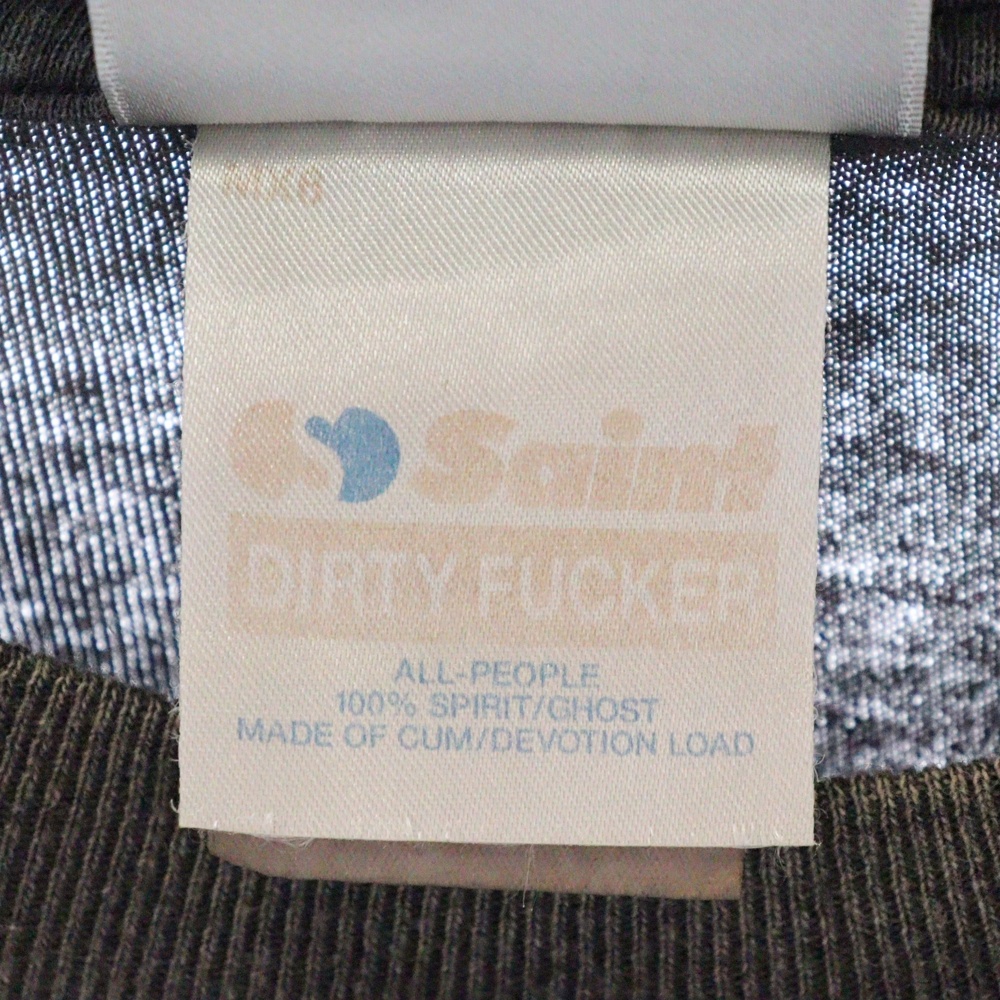 Saint
DIRTY FUCKER
ALL-PEOPLE
100% SPIRIT/GHOST
MADE OF CUM/DEVOTION LOAD